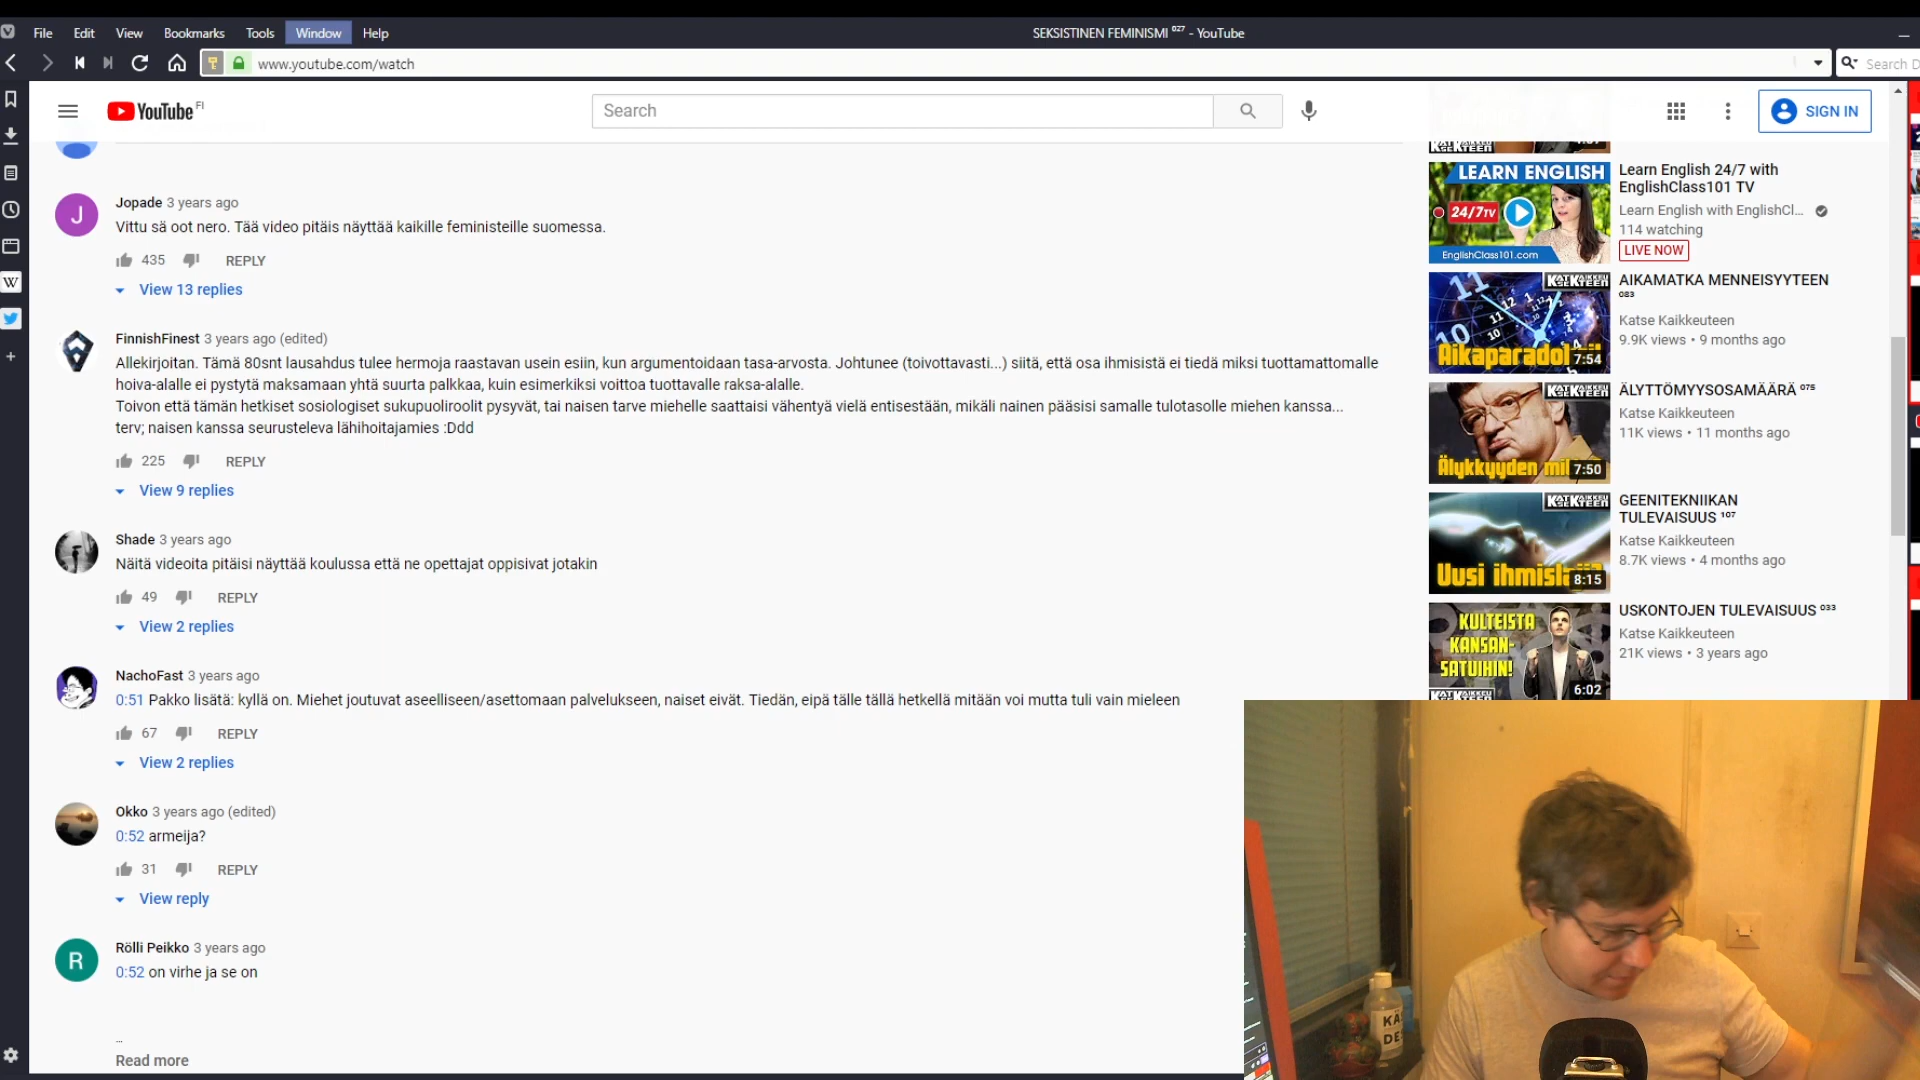 File Edit View Bookmarks Tools Window Help
SEKSISTINEN FEMINISMI ⁰²⁷ - YouTube
www.youtube.com/watch
Search D
YouTube FI
Search
SIGN IN
Jopade 3 years ago
Vittu sä oot nero. Tää video pitäis näyttää kaikille feministeille suomessa.
435 REPLY
View 13 replies
FinnishFinest 3 years ago (edited)
Allekirjoitan. Tämä 80snt lausahdus tulee hermoja raastavan usein esiin, kun argumentoidaan tasa-arvosta. Johtunee (toivottavasti...) siitä, että osa ihmisistä ei tiedä miksi tuottamattomalle
hoiva-alalle ei pystytä maksamaan yhtä suurta palkkaa, kuin esimerkiksi voittoa tuottavalle raksa-alalle.
Toivon että tämän hetkiset sosiologiset sukupuoliroolit pysyvät, tai naisen tarve miehelle saattaisi vähentyä vielä entisestään, mikäli nainen pääsisi samalle tulotasolle miehen kanssa...
terv; naisen kanssa seurusteleva lähihoitajamies :Ddd
225 REPLY
View 9 replies
Shade 3 years ago
Näitä videoita pitäisi näyttää koulussa että ne opettajat oppisivat jotakin
49 REPLY
View 2 replies
NachoFast 3 years ago
0:51 Pakko lisätä: kyllä on. Miehet joutuvat aseelliseen/asettomaan palvelukseen, naiset eivät. Tiedän, eipä tälle tällä hetkellä mitään voi mutta tuli vain mieleen
67 REPLY
View 2 replies
Okko 3 years ago (edited)
0:52 armeija?
31 REPLY
View reply
R
Rölli Peikko 3 years ago
0:52 on virhe ja se on
...
Read more
J
W
LEARN ENGLISH
24/7 TV
EnglishClass101.com
Learn English 24/7 with
EnglishClass101 TV
Learn English with EnglishCl...
114 watching
LIVE NOW
KATSE KAIKKEUTEEN
Aikaparadoksi
7:54
AIKAMATKA MENNEISYYTEEN
⁰⁸³
Katse Kaikkeuteen
9.9K views • 9 months ago
KATSE KAIKKEUTEEN
Älykkyyden mi
7:50
ÄLYTTÖMYYSOSAMÄÄRÄ ⁰⁷⁵
Katse Kaikkeuteen
11K views • 11 months ago
KATSE KAIKKEUTEEN
Uusi ihmisla
8:15
GEENITEKNIIKAN
TULEVAISUUS ¹⁰⁷
Katse Kaikkeuteen
8.7K views • 4 months ago
KULTEISTA
KANSAN-
SATUIHIN!
6:02
USKONTOJEN TULEVAISUUS ⁰³³
Katse Kaikkeuteen
21K views • 3 years ago
KÄ
DE